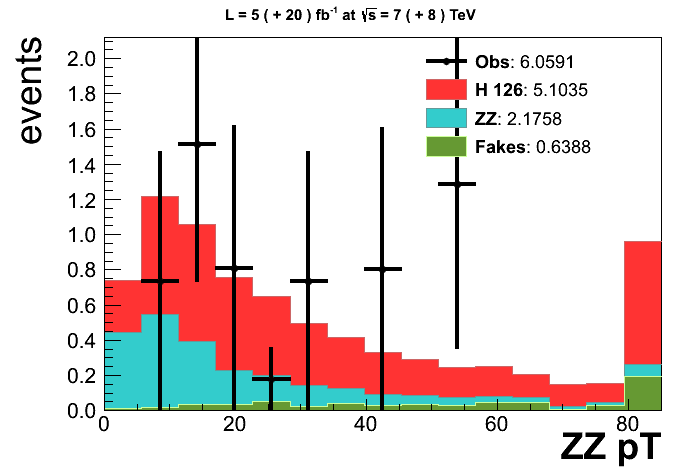 L = 5 ( + 20 ) fb⁻¹ at √s = 7 ( + 8 ) TeV
events
2.0
1.8
1.6
1.4
1.2
1.0
0.8
0.6
0.4
0.2
0.0
Obs: 6.0591
H 126: 5.1035
ZZ: 2.1758
Fakes: 0.6388
0 20 40 60 80
ZZ pT